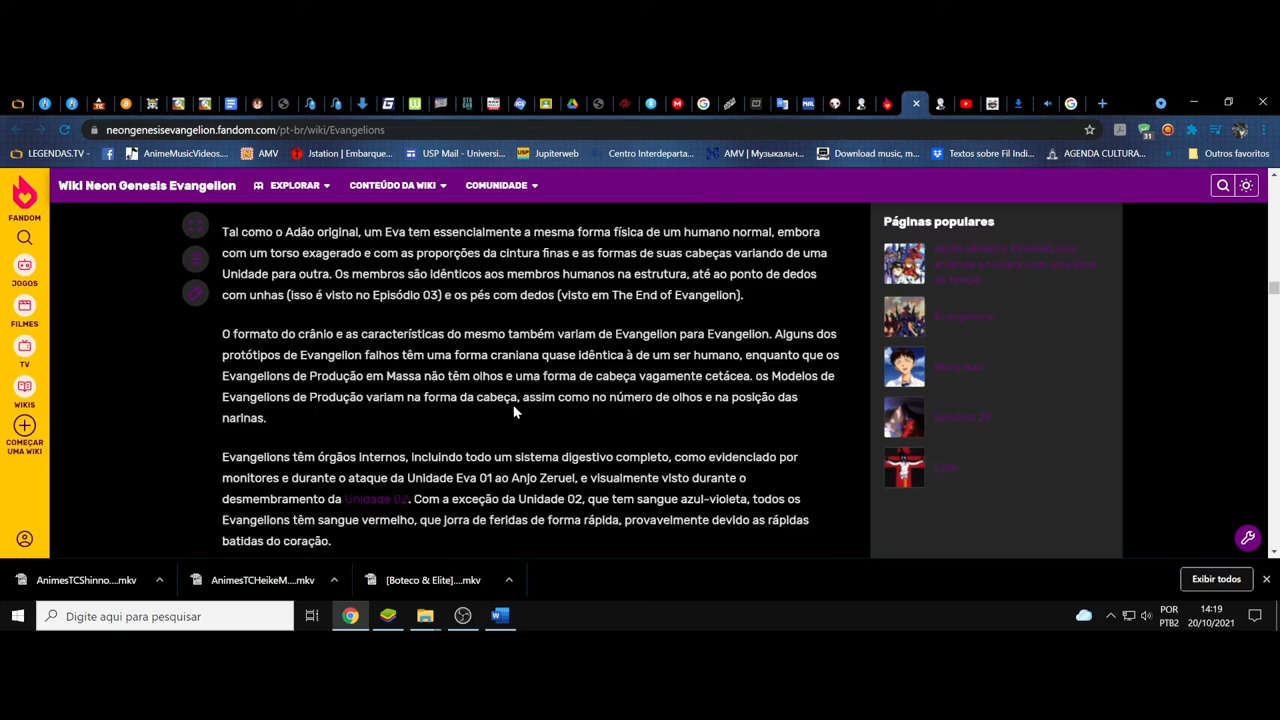 neongenesisevangelion.fandom.com/pt-br/wiki/Evangelions
LEGENDAS.TV -
AnimeMusicVideos....
AMV
Jstation | Embarque...
USP Mail - Universi...
Jupiterweb
Centro Interdeparta...
AMV | Музыкальн...
Download music, m...
Textos sobre Fil Indi...
AGENDA CULTURA...
Outros favoritos
Wiki Neon Genesis Evangelion
EXPLORAR
CONTEÚDO DA WIKI
COMUNIDADE
FANDOM
JOGOS
FILMES
TV
WIKIS
COMEÇAR
UMA WIKI
Tal como o Adão original, um Eva tem essencialmente a mesma forma física de um humano normal, embora
com um torso exagerado e com as proporções da cintura finas e as formas de suas cabeças variando de uma
Unidade para outra. Os membros são idênticos aos membros humanos na estrutura, até ao ponto de dedos
com unhas (isso é visto no Episódio 03) e os pés com dedos (visto em The End of Evangelion).
O formato do crânio e as características do mesmo também variam de Evangelion para Evangelion. Alguns dos
protótipos de Evangelion falhos têm uma forma craniana quase idêntica à de um ser humano, enquanto que os
Evangelions de Produção em Massa não têm olhos e uma forma de cabeça vagamente cetácea. os Modelos de
Evangelions de Produção variam na forma da cabeça, assim como no número de olhos e na posição das
narinas.
Evangelions têm órgãos internos, incluindo todo um sistema digestivo completo, como evidenciado por
monitores e durante o ataque da Unidade Eva 01 ao Anjo Zeruel, e visualmente visto durante o
desmembramento da Unidade 02. Com a exceção da Unidade 02, que tem sangue azul-violeta, todos os
Evangelions têm sangue vermelho, que jorra de feridas de forma rápida, provavelmente devido as rápidas
batidas do coração.
Páginas populares
Evangelions
AnimesTCShinno....mkv
AnimesTCHeikeM....mkv
[Boteco & Elite]....mkv
Exibir todos
Digite aqui para pesquisar
POR
PTB2
14:19
20/10/2021